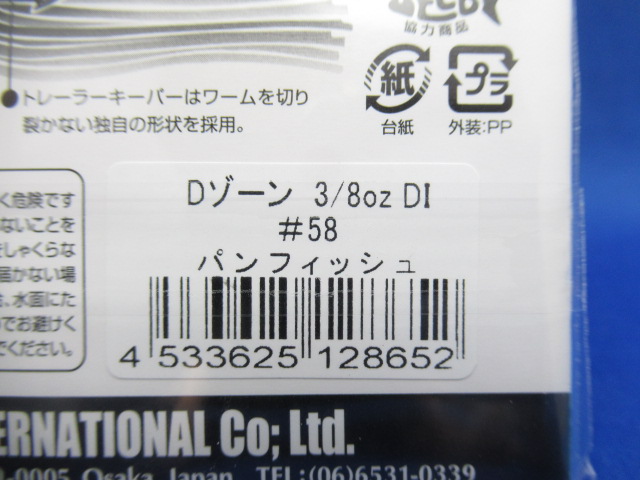 協力商品
●トレーラーキーパーはワームを切り
裂かない独自の形状を採用。
紙
台紙
プラ
外装:PP
く危険です
ないことを
をしゃくらな
届かない場
、水面にた
のでお避けく
ください。
Dゾーン 3/8oz DI
#58
パンフィッシュ
4 533625 128652
ERNATIONAL Co; Ltd.
-0005 Osaka, Japan TEL:(06)6531-0339